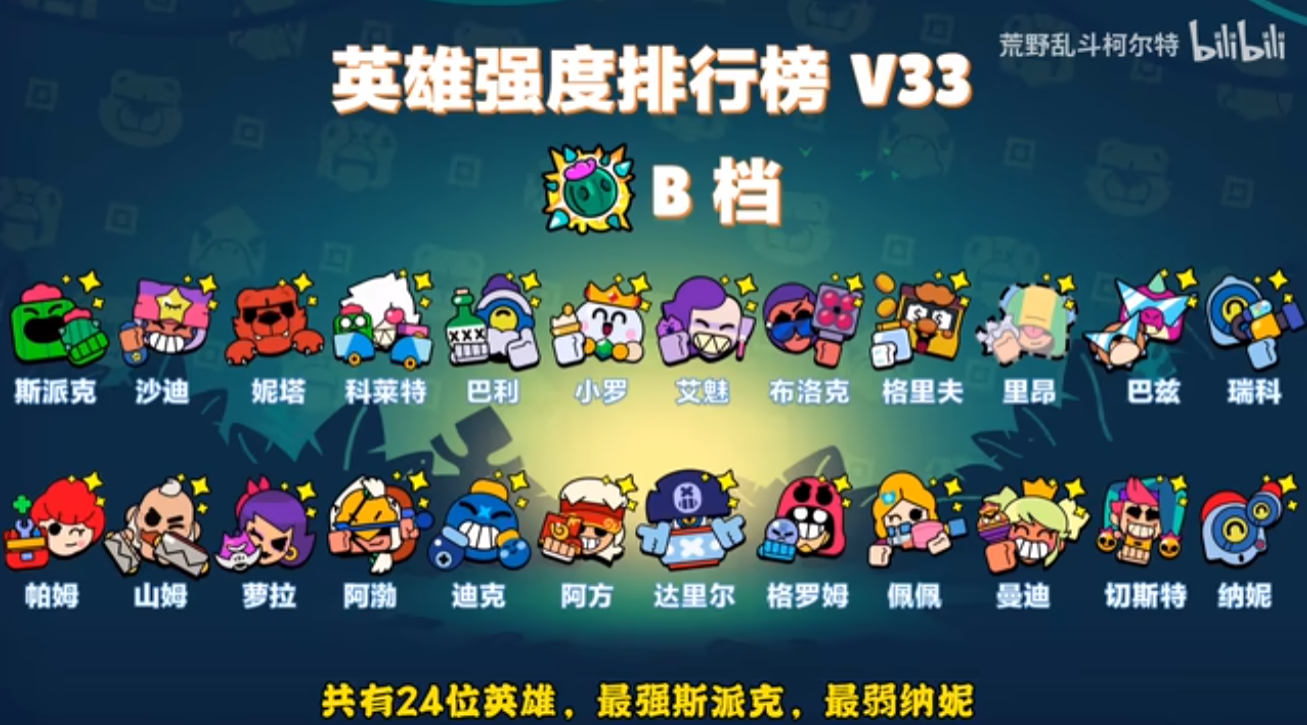 荒野乱斗柯尔特 bilibili
英雄强度排行榜 V33
B 档
XXX
斯派克 沙迪 妮塔 科莱特 巴利 小罗 艾魅 布洛克 格里夫 里昂 巴兹 瑞科
帕姆 山姆 萝拉 阿渤 迪克 阿方 达里尔 格罗姆 佩佩 曼迪 切斯特 纳妮
共有24位英雄，最强斯派克，最弱纳妮